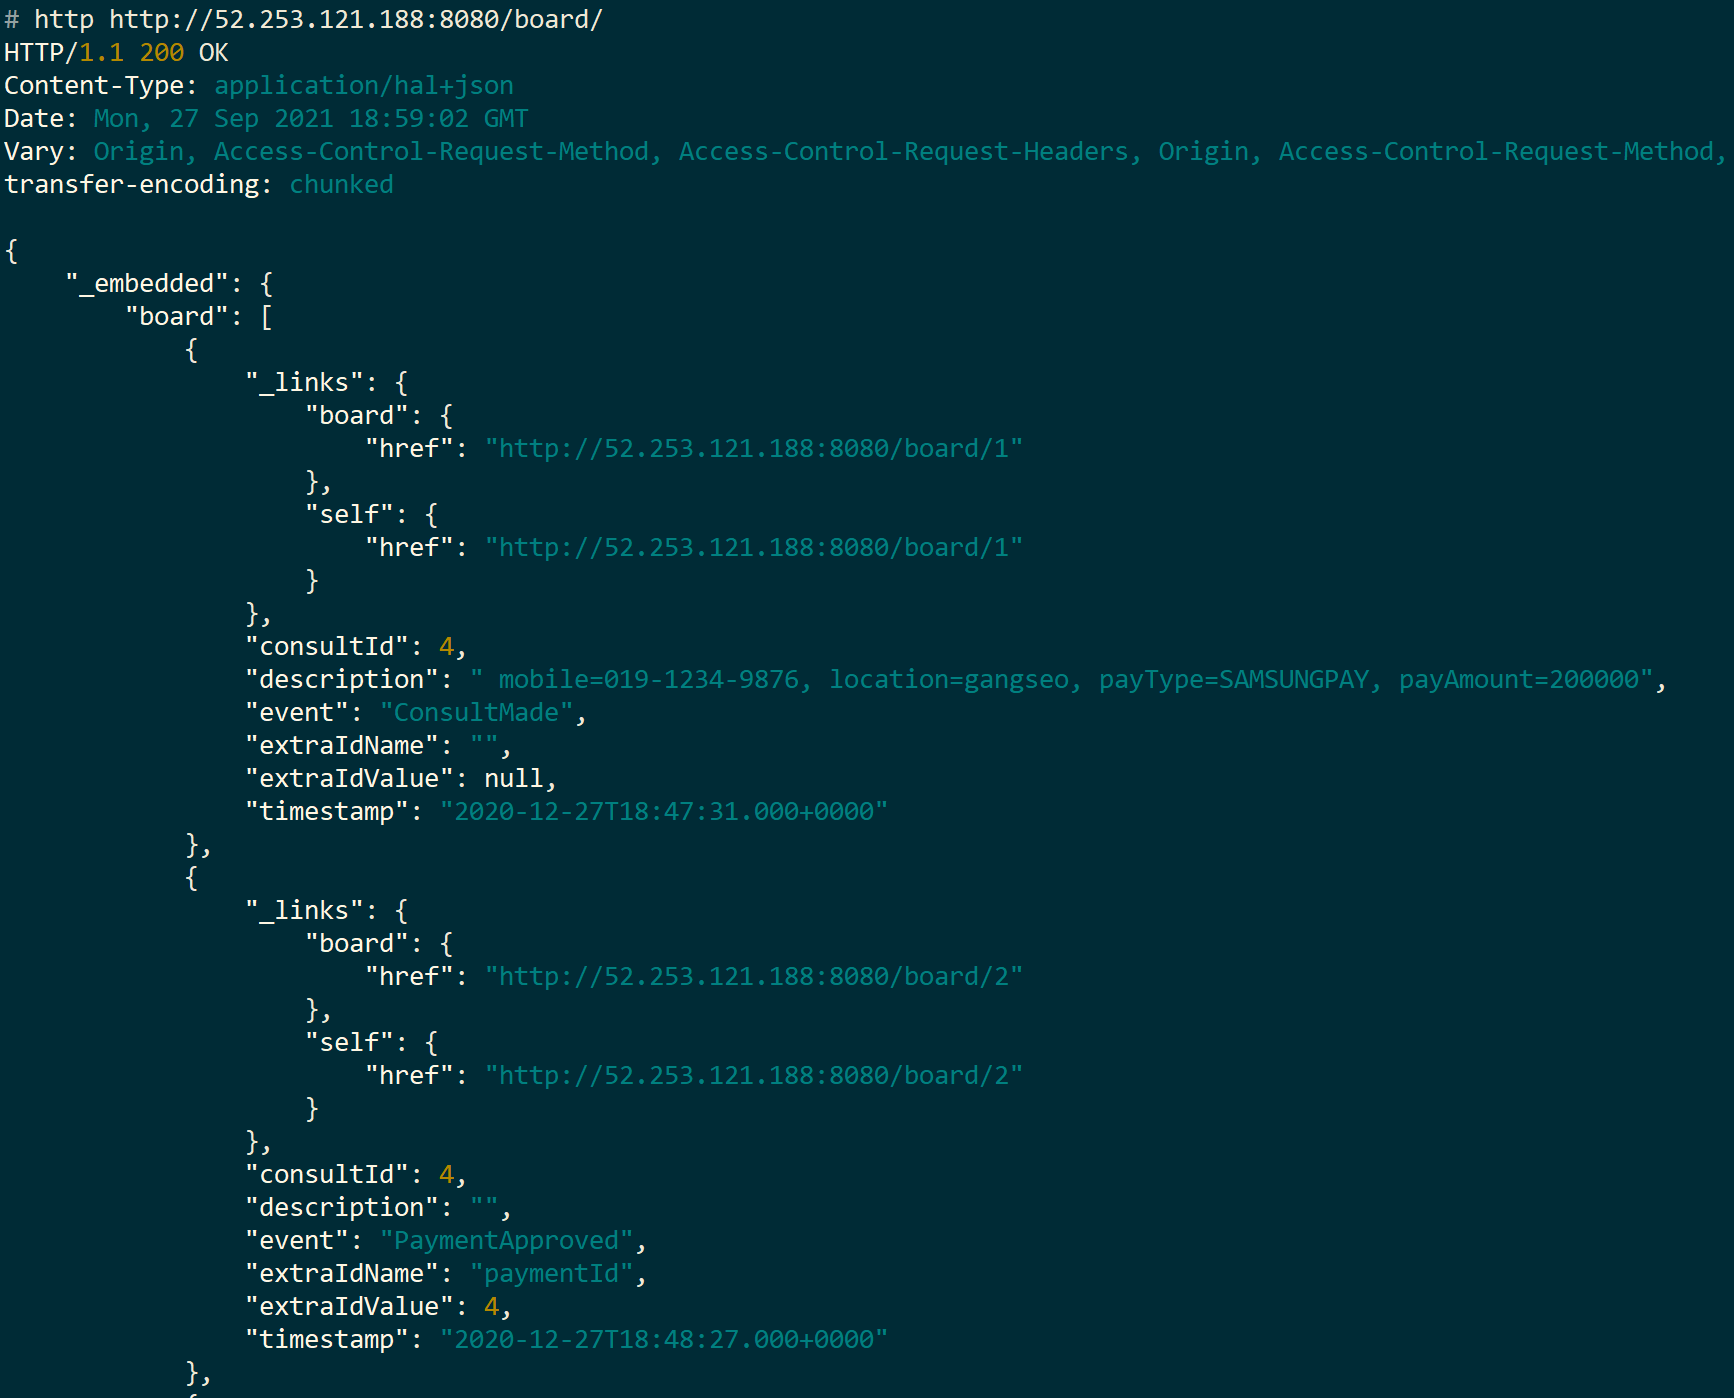 # http http://52.253.121.188:8080/board/
HTTP/1.1 200 OK
Content-Type: application/hal+json
Date: Mon, 27 Sep 2021 18:59:02 GMT
Vary: Origin, Access-Control-Request-Method, Access-Control-Request-Headers, Origin, Access-Control-Request-Method,
transfer-encoding: chunked

{
    "_embedded": {
        "board": [
            {
                "_links": {
                    "board": {
                        "href": "http://52.253.121.188:8080/board/1"
                    },
                    "self": {
                        "href": "http://52.253.121.188:8080/board/1"
                    }
                },
                "consultId": 4,
                "description": " mobile=019-1234-9876, location=gangseo, payType=SAMSUNGPAY, payAmount=200000",
                "event": "ConsultMade",
                "extraIdName": "",
                "extraIdValue": null,
                "timestamp": "2020-12-27T18:47:31.000+0000"
            },
            {
                "_links": {
                    "board": {
                        "href": "http://52.253.121.188:8080/board/2"
                    },
                    "self": {
                        "href": "http://52.253.121.188:8080/board/2"
                    }
                },
                "consultId": 4,
                "description": "",
                "event": "PaymentApproved",
                "extraIdName": "paymentId",
                "extraIdValue": 4,
                "timestamp": "2020-12-27T18:48:27.000+0000"
            },